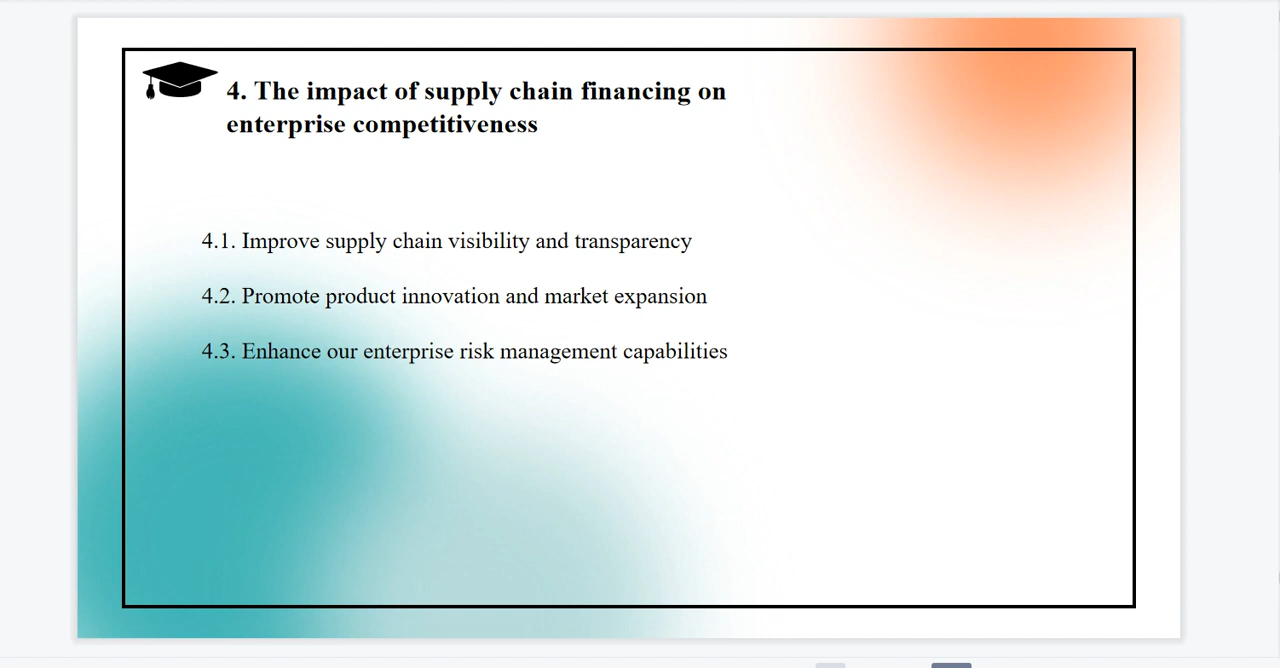 4. The impact of supply chain financing on
enterprise competitiveness
4.1. Improve supply chain visibility and transparency
4.2. Promote product innovation and market expansion
4.3. Enhance our enterprise risk management capabilities